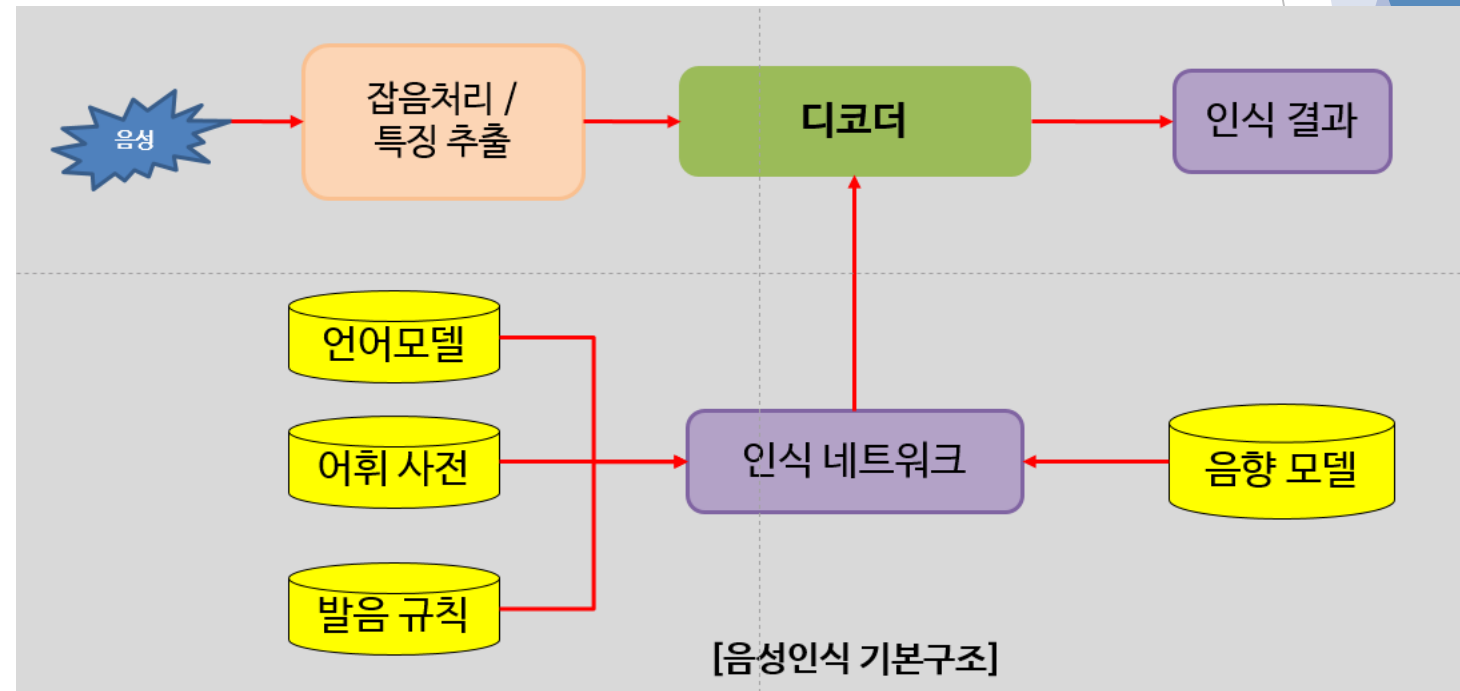 음성
잡음처리 /
특징 추출
디코더
인식 결과
언어모델
어휘 사전
인식 네트워크
음향 모델
발음 규칙
[음성인식 기본구조]